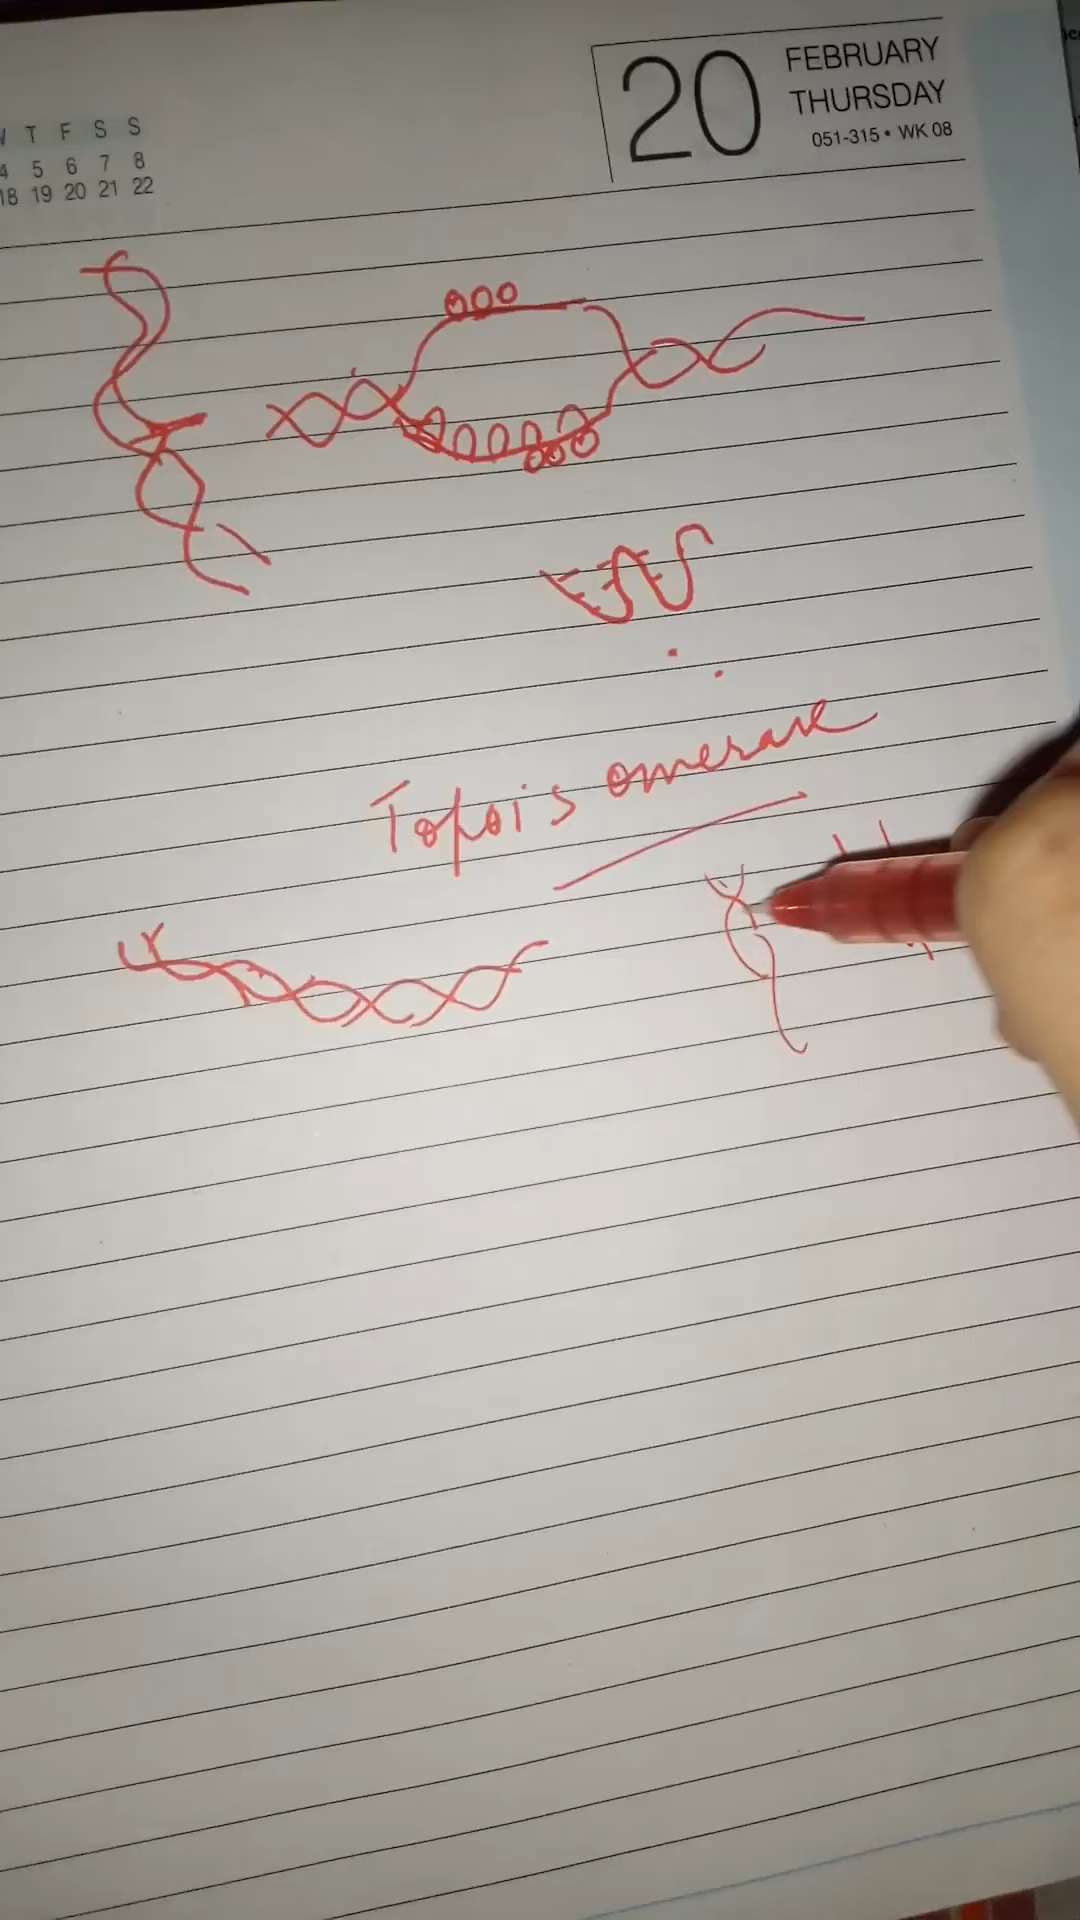 20
FEBRUARY
THURSDAY
051-315 • WK 08
T F S S
4 5 6 7 8
18 19 20 21 22
Topoisomerase